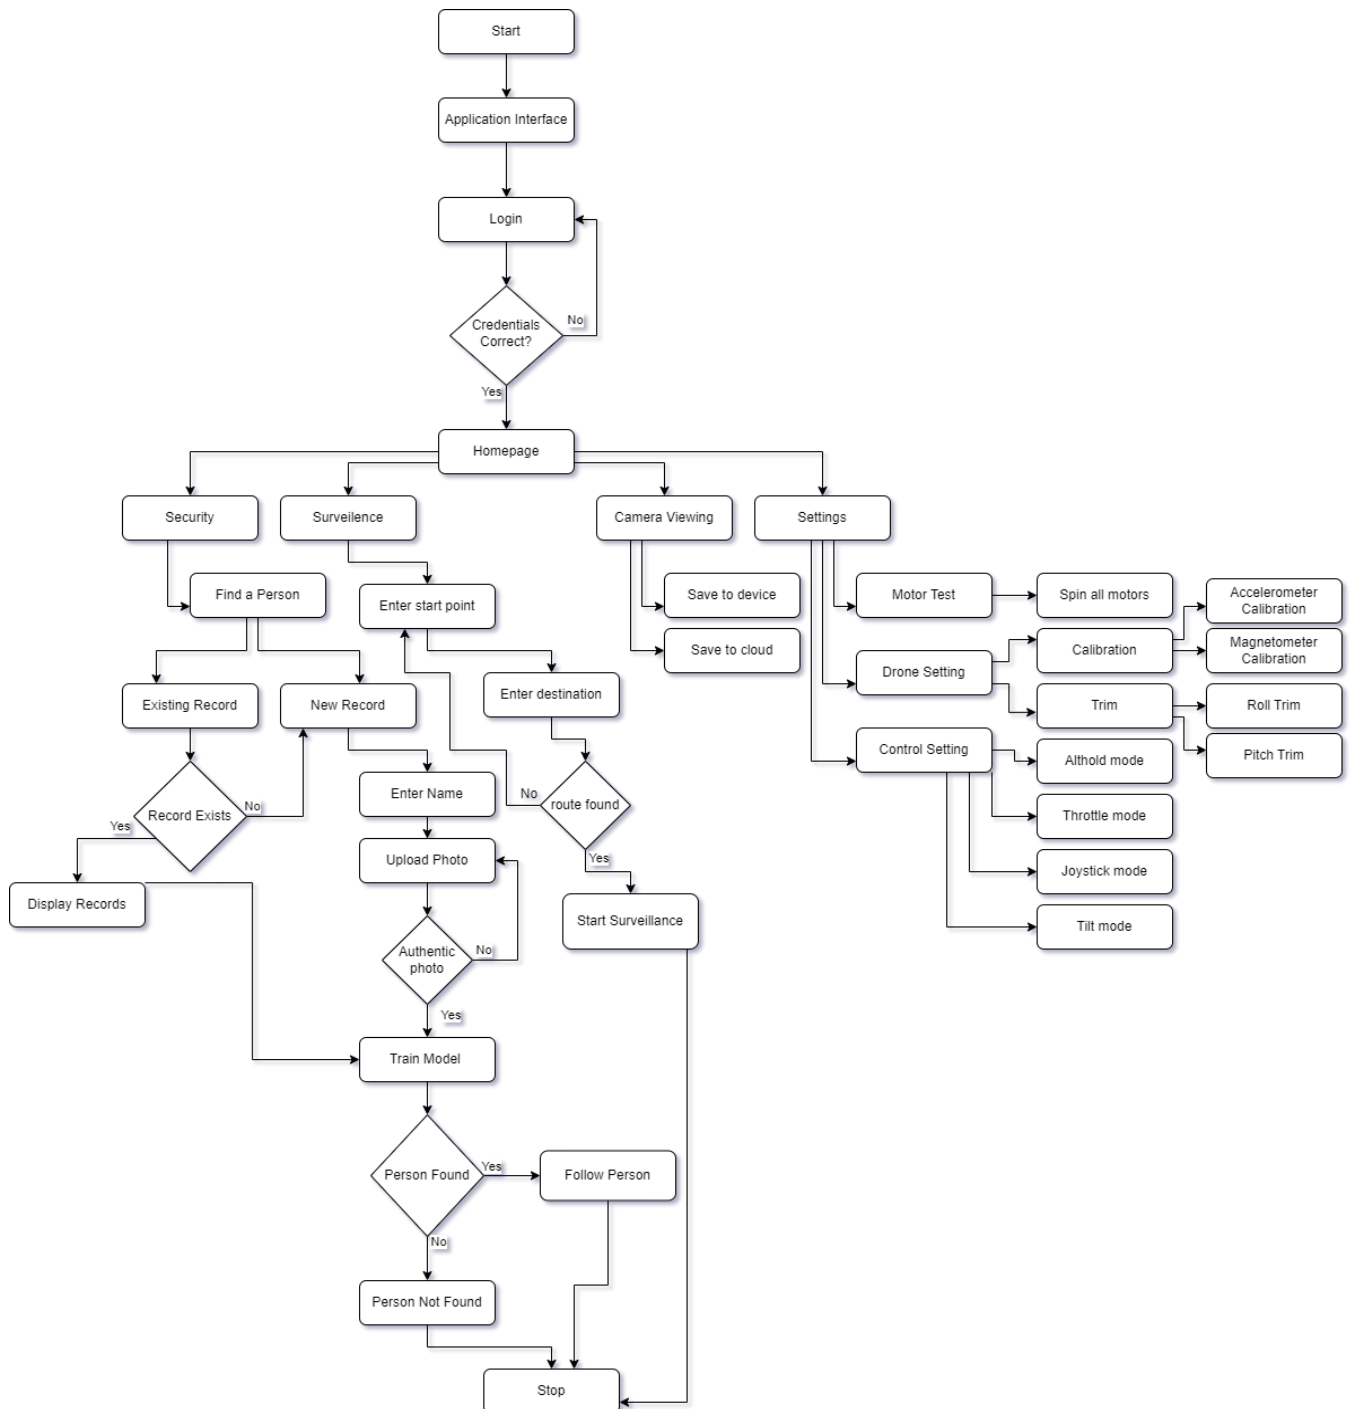 Start
Application Interface
Login
Credentials
Correct?
No
Yes
Homepage
Security
Surveilence
Camera Viewing
Settings
Find a Person
Enter start point
Save to device
Motor Test
Spin all motors
Accelerometer
Calibration
Save to cloud
Calibration
Magnetometer
Calibration
Drone Setting
Existing Record
New Record
Enter destination
Trim
Roll Trim
Control Setting
Althold mode
Pitch Trim
Enter Name
No
route found
Record Exists
No
Yes
Throttle mode
Upload Photo
Yes
Joystick mode
Display Records
Start Surveillance
Tilt mode
Authentic
photo
No
Yes
Train Model
Person Found
Yes
Follow Person
No
Person Not Found
Stop